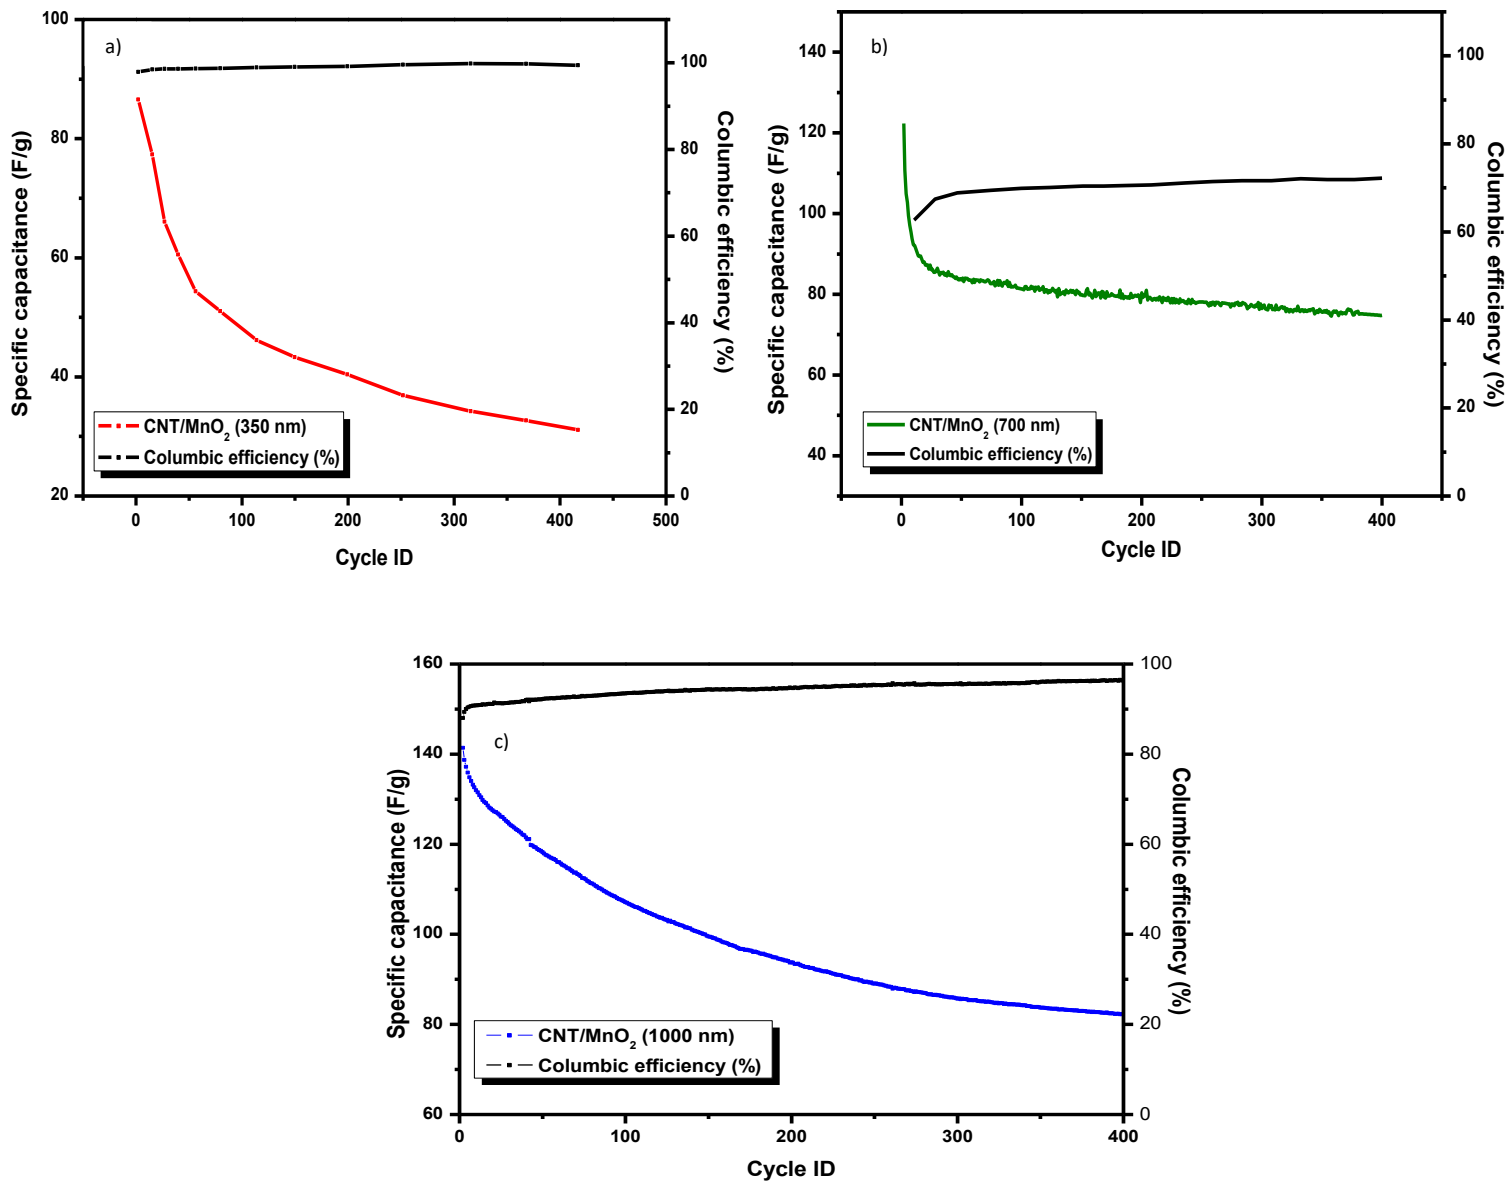 a)
100
80
60
40
20
0
100
200
300
400
500
100
80
60
40
20
0
Specific capacitance (F/g)
Columbic efficiency (%)
Cycle ID
CNT/MnO2 (350 nm)
Columbic efficiency (%)
b)
140
120
100
80
60
40
0
100
200
300
400
100
80
60
40
20
0
Specific capacitance (F/g)
Columbic efficiency (%)
Cycle ID
CNT/MnO2 (700 nm)
Columbic efficiency (%)
c)
160
140
120
100
80
60
0
100
200
300
400
100
80
60
40
20
0
Specific capacitance (F/g)
Columbic efficiency (%)
Cycle ID
CNT/MnO2 (1000 nm)
Columbic efficiency (%)